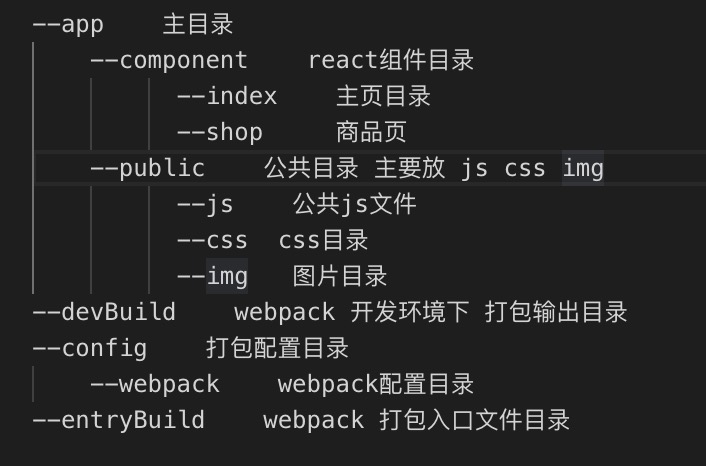 --app    主目录
    --component    react组件目录
          --index    主页目录
          --shop     商品页
    --public    公共目录 主要放 js css img
          --js    公共js文件
          --css  css目录
          --img   图片目录
--devBuild    webpack 开发环境下 打包输出目录
--config    打包配置目录
    --webpack    webpack配置目录
--entryBuild    webpack 打包入口文件目录